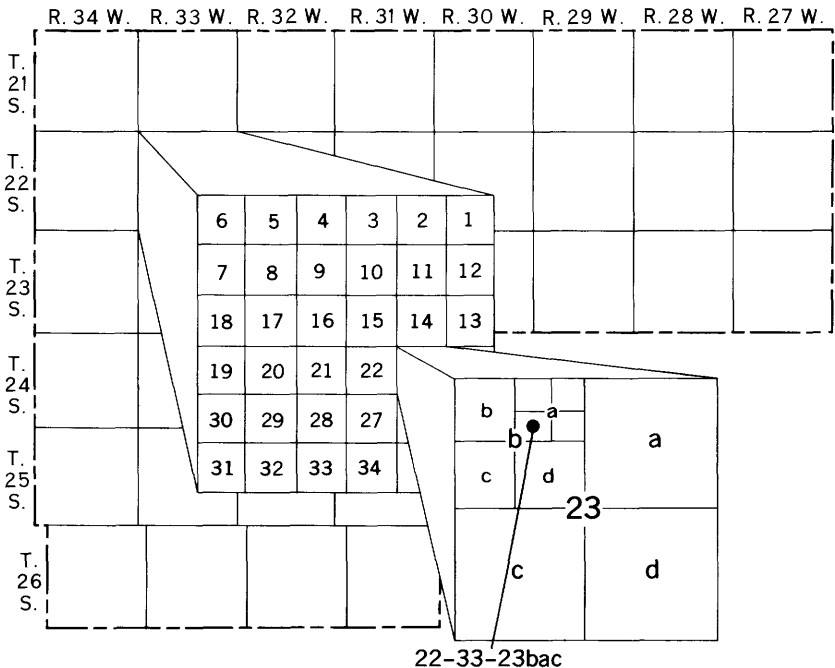 R. 34 W. R. 33 W. R. 32 W. R. 31 W. R. 30 W. R. 29 W. R. 28 W. R. 27 W.
T.
21
S.
T.
22
S.
T.
23
S.
T.
24
S.
T.
25
S.
T.
26
S.
6 5 4 3 2 1
7 8 9 10 11 12
18 17 16 15 14 13
19 20 21 22
30 29 28 27
31 32 33 34
b a
b a
c d
23
c d
22-33-23bac